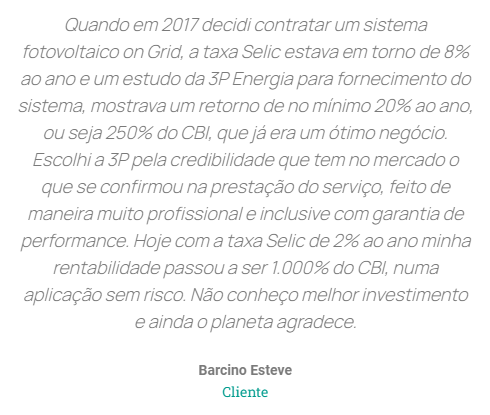 Quando em 2017 decidi contratar um sistema
fotovoltaico on Grid, a taxa Selic estava em torno de 8%
ao ano e um estudo da 3P Energia para fornecimento do
sistema, mostrava um retorno de no mínimo 20% ao ano,
ou seja 250% do CBI, que já era um ótimo negócio.
Escolhi a 3P pela credibilidade que tem no mercado o
que se confirmou na prestação do serviço, feito de
maneira muito profissional e inclusive com garantia de
performance. Hoje com a taxa Selic de 2% ao ano minha
rentabilidade passou a ser 1.000% do CBI, numa
aplicação sem risco. Não conheço melhor investimento
e ainda o planeta agradece.
Barcino Esteve
Cliente